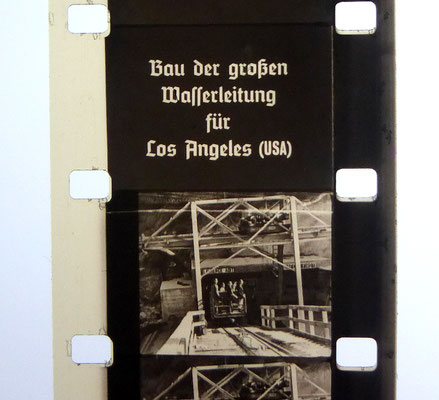 Bau der großen
Wasserleitung
für
Los Angeles (USA)